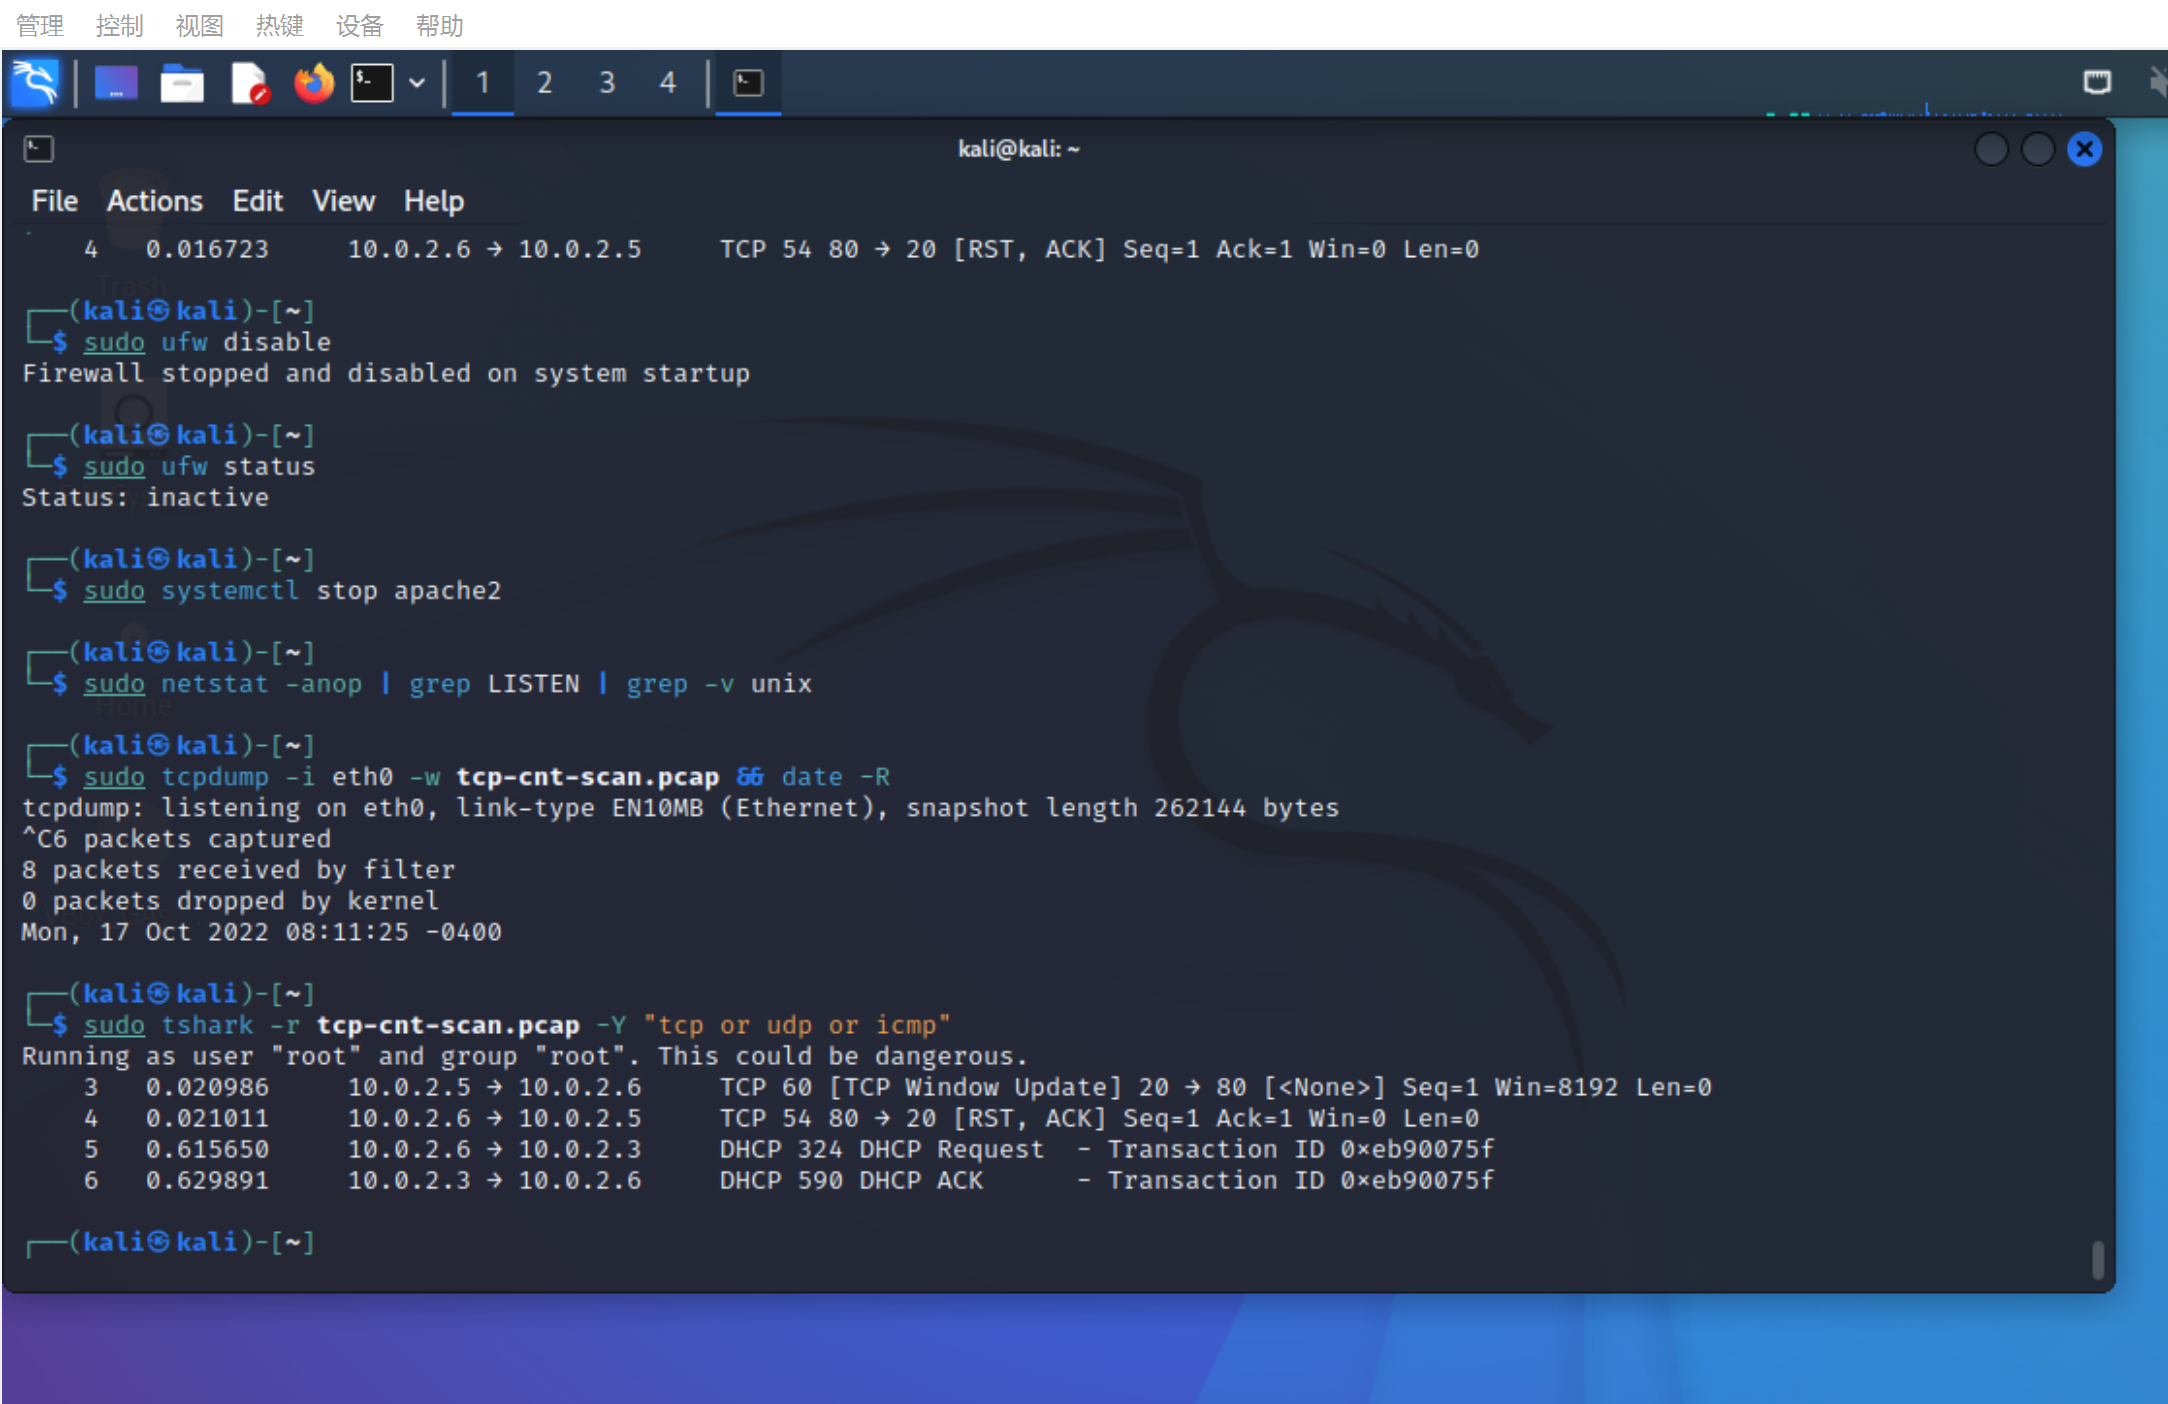 管理 控制 视图 热键 设备 帮助
1 2 3 4
kali@kali: ~
File Actions Edit View Help
4 0.016723 10.0.2.6 → 10.0.2.5 TCP 54 80 → 20 [RST, ACK] Seq=1 Ack=1 Win=0 Len=0
Trash
┌──(kali㉿kali)-[~]
└─$ sudo ufw disable
Firewall stopped and disabled on system startup
┌──(kali㉿kali)-[~]
└─$ sudo ufw status
Status: inactive
┌──(kali㉿kali)-[~]
└─$ sudo systemctl stop apache2
┌──(kali㉿kali)-[~]
└─$ sudo netstat -anop | grep LISTEN | grep -v unix
Home
┌──(kali㉿kali)-[~]
└─$ sudo tcpdump -i eth0 -w tcp-cnt-scan.pcap && date -R
tcpdump: listening on eth0, link-type EN10MB (Ethernet), snapshot length 262144 bytes
^C6 packets captured
8 packets received by filter
0 packets dropped by kernel
Mon, 17 Oct 2022 08:11:25 -0400
┌──(kali㉿kali)-[~]
└─$ sudo tshark -r tcp-cnt-scan.pcap -Y "tcp or udp or icmp"
Running as user "root" and group "root". This could be dangerous.
3 0.020986 10.0.2.5 → 10.0.2.6 TCP 60 [TCP Window Update] 20 → 80 [<None>] Seq=1 Win=8192 Len=0
4 0.021011 10.0.2.6 → 10.0.2.5 TCP 54 80 → 20 [RST, ACK] Seq=1 Ack=1 Win=0 Len=0
5 0.615650 10.0.2.6 → 10.0.2.3 DHCP 324 DHCP Request - Transaction ID 0×eb90075f
6 0.629891 10.0.2.3 → 10.0.2.6 DHCP 590 DHCP ACK - Transaction ID 0×eb90075f
┌──(kali㉿kali)-[~]